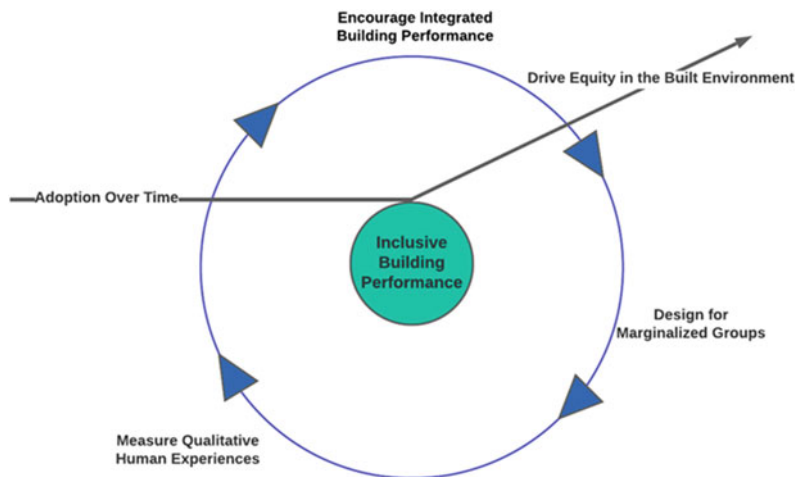 Encourage Integrated
Building Performance
Drive Equity in the Built Environment
Adoption Over Time
Inclusive
Building
Performance
Design for
Marginalized Groups
Measure Qualitative
Human Experiences